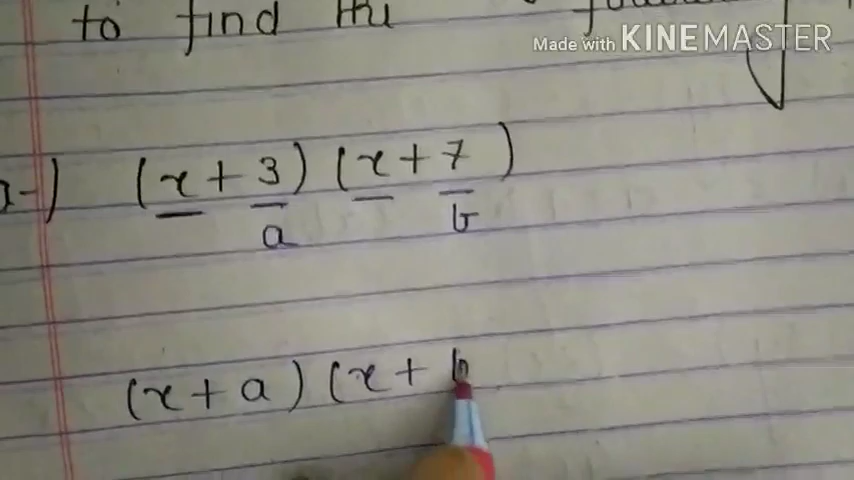 to find the
Made with KINEMASTER
(x + 3) (x + 7)
a b
(x + a) (x + b